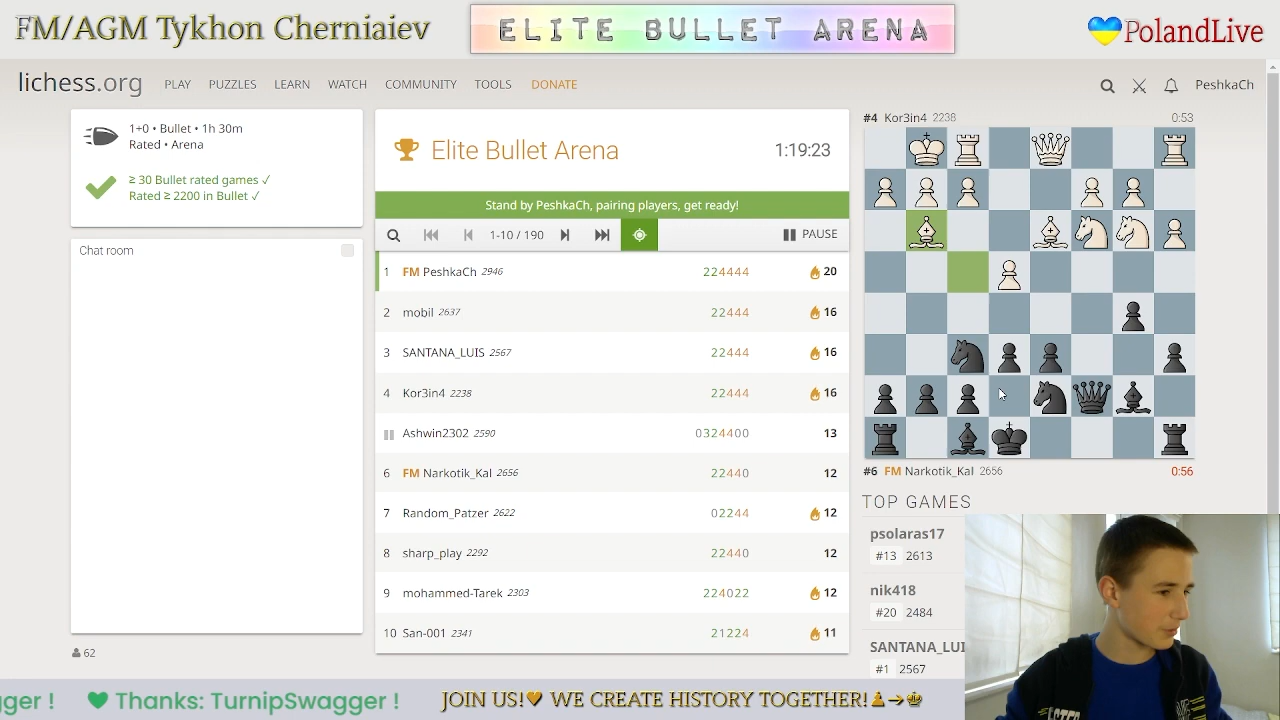 FM/AGM Tykhon Cherniaiev
ELITE BULLET ARENA
PolandLive
lichess.org PLAY PUZZLES LEARN WATCH COMMUNITY TOOLS DONATE PeshkaCh
1+0 • Bullet • 1h 30m
Rated • Arena
≥ 30 Bullet rated games ✓
Rated ≥ 2200 in Bullet ✓
Chat room
62
Elite Bullet Arena 1:19:23
Stand by PeshkaCh, pairing players, get ready!
1-10 / 190 PAUSE
1 FM PeshkaCh 2946 224444 20
2 mobil 2637 22444 16
3 SANTANA_LUIS 2567 22444 16
4 Kor3in4 2238 22444 16
Ashwin2302 2590 0324400 13
6 FM Narkotik_Kal 2656 22440 12
7 Random_Patzer 2622 02244 12
8 sharp_play 2292 22440 12
9 mohammed-Tarek 2303 224022 12
10 San-001 2341 21224 11
#4 Kor3in4 2238 0:53
#6 FM Narkotik_Kal 2656 0:56
TOP GAMES
psolaras17
#13 2613
nik418
#20 2484
SANTANA_LUI
#1 2567
gger ! Thanks: TurnipSwagger !
JOIN US! WE CREATE HISTORY TOGETHER!